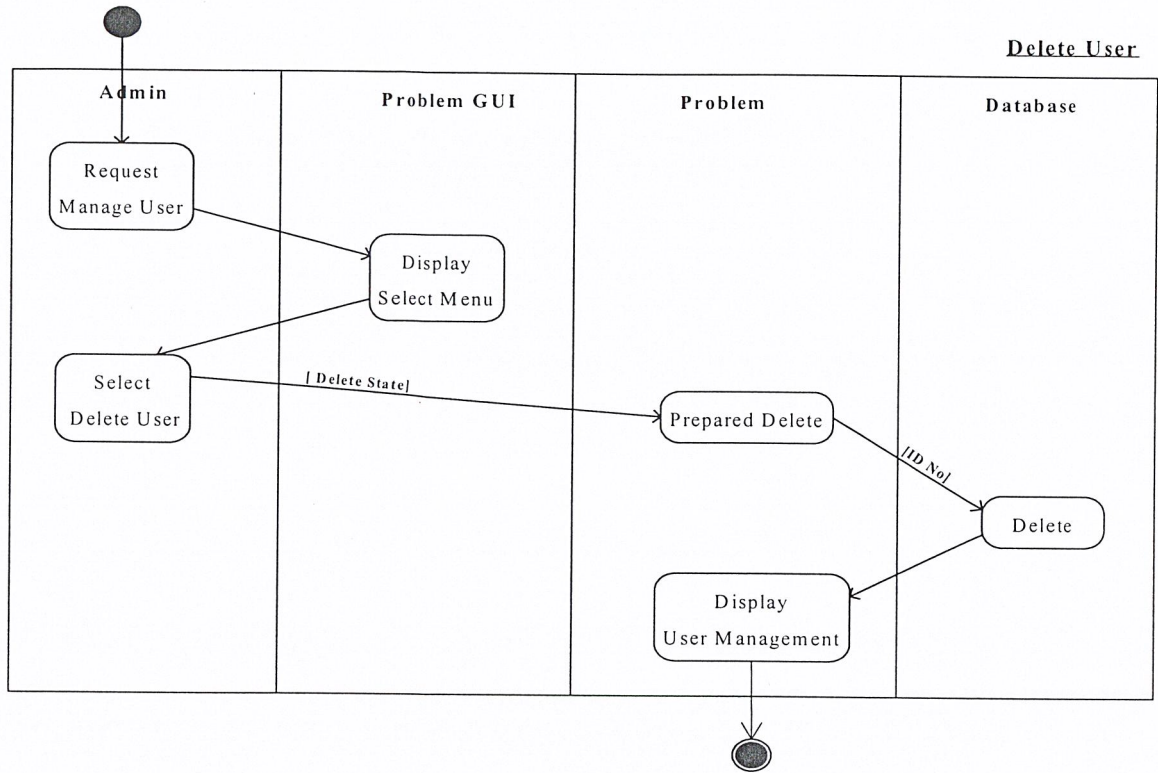 Delete User
Admin
Problem GUI
Problem
Database
Request
Manage User
Display
Select Menu
Select
Delete User
[ Delete State]
Prepared Delete
[ID No]
Delete
Display
User Management